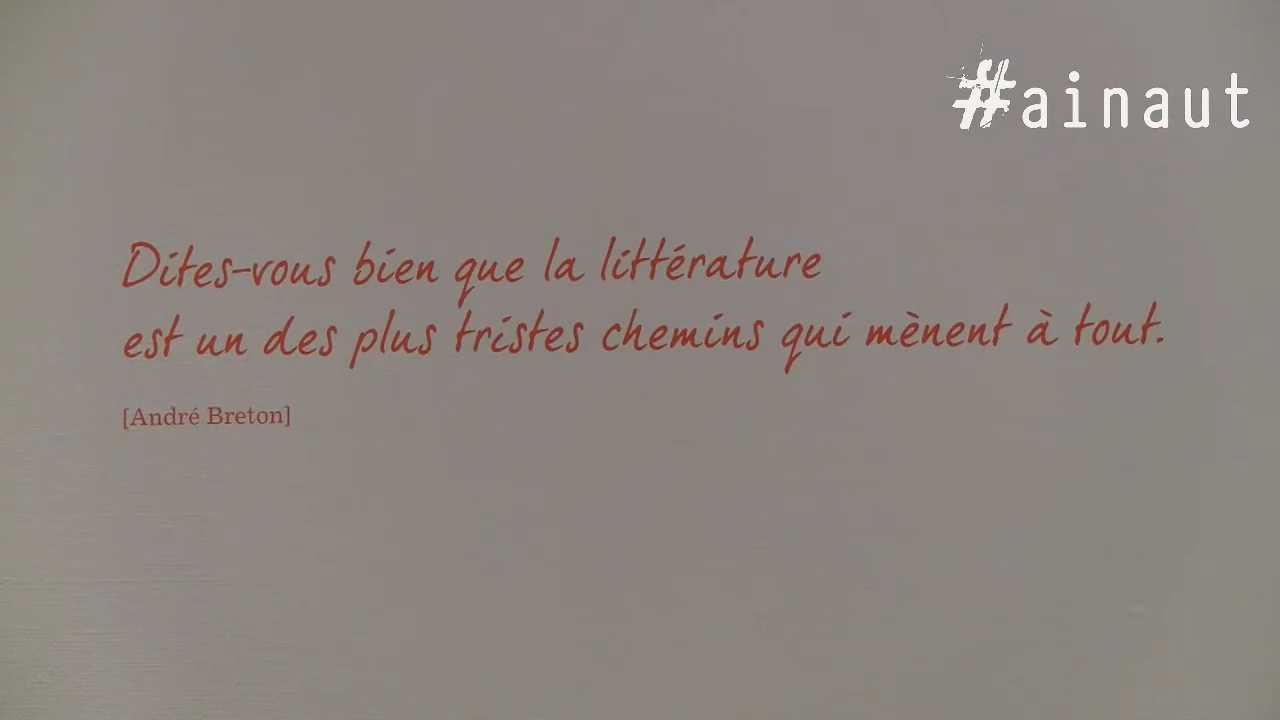 #ainaut
Dites-vous bien que la littérature
est un des plus tristes chemins qui mènent à tout.
[André Breton]